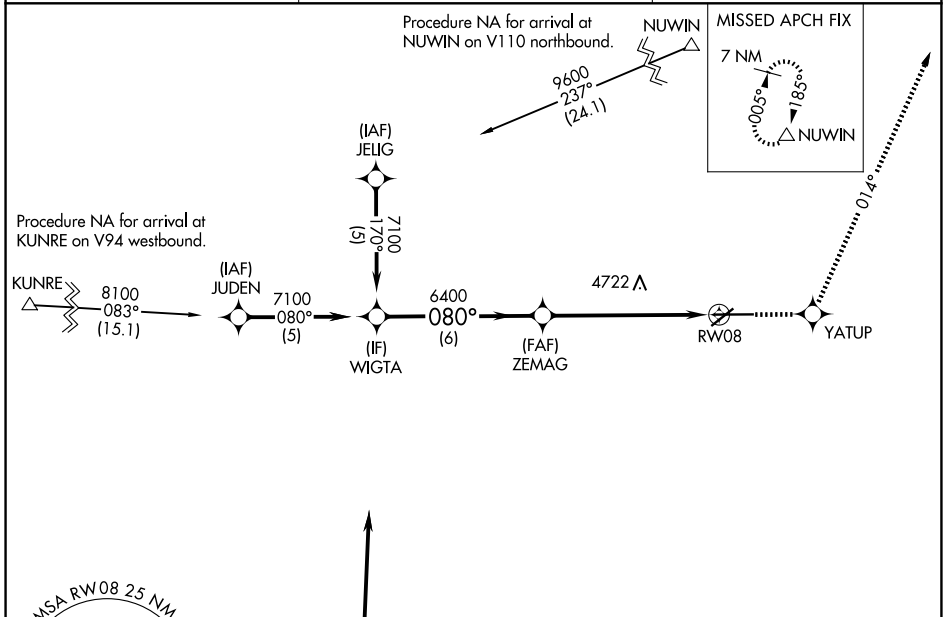 Procedure NA for arrival at
NUWIN on V110 northbound.
NUWIN
9600
237°
(24.1)
MISSED APCH FIX
7 NM
005°
185°
NUWIN
014°
(IAF)
JELIG
7100
170°
(5)
Procedure NA for arrival at
KUNRE on V94 westbound.
KUNRE
8100
083°
(15.1)
(IAF)
JUDEN
7100
080°
(5)
(IF)
WIGTA
6400
080°
(6)
(FAF)
ZEMAG
4722
RW08
YATUP
MSA RW08 25 NM